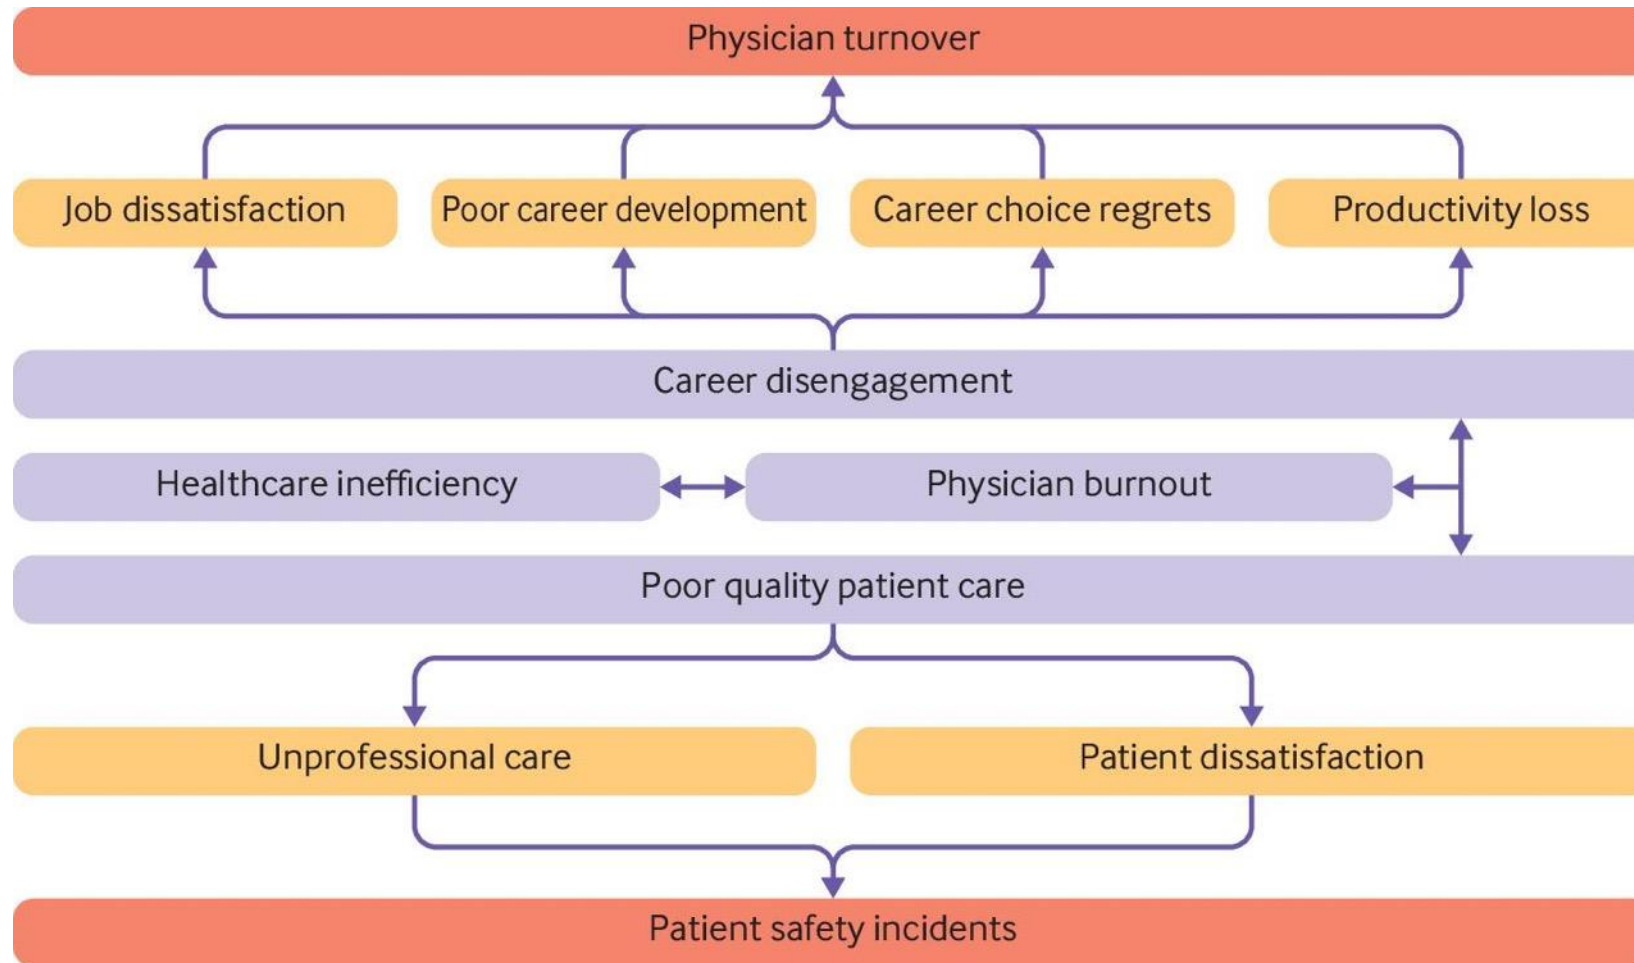 Physician turnover
Job dissatisfaction
Poor career development
Career choice regrets
Productivity loss
Career disengagement
Healthcare inefficiency
Physician burnout
Poor quality patient care
Unprofessional care
Patient dissatisfaction
Patient safety incidents